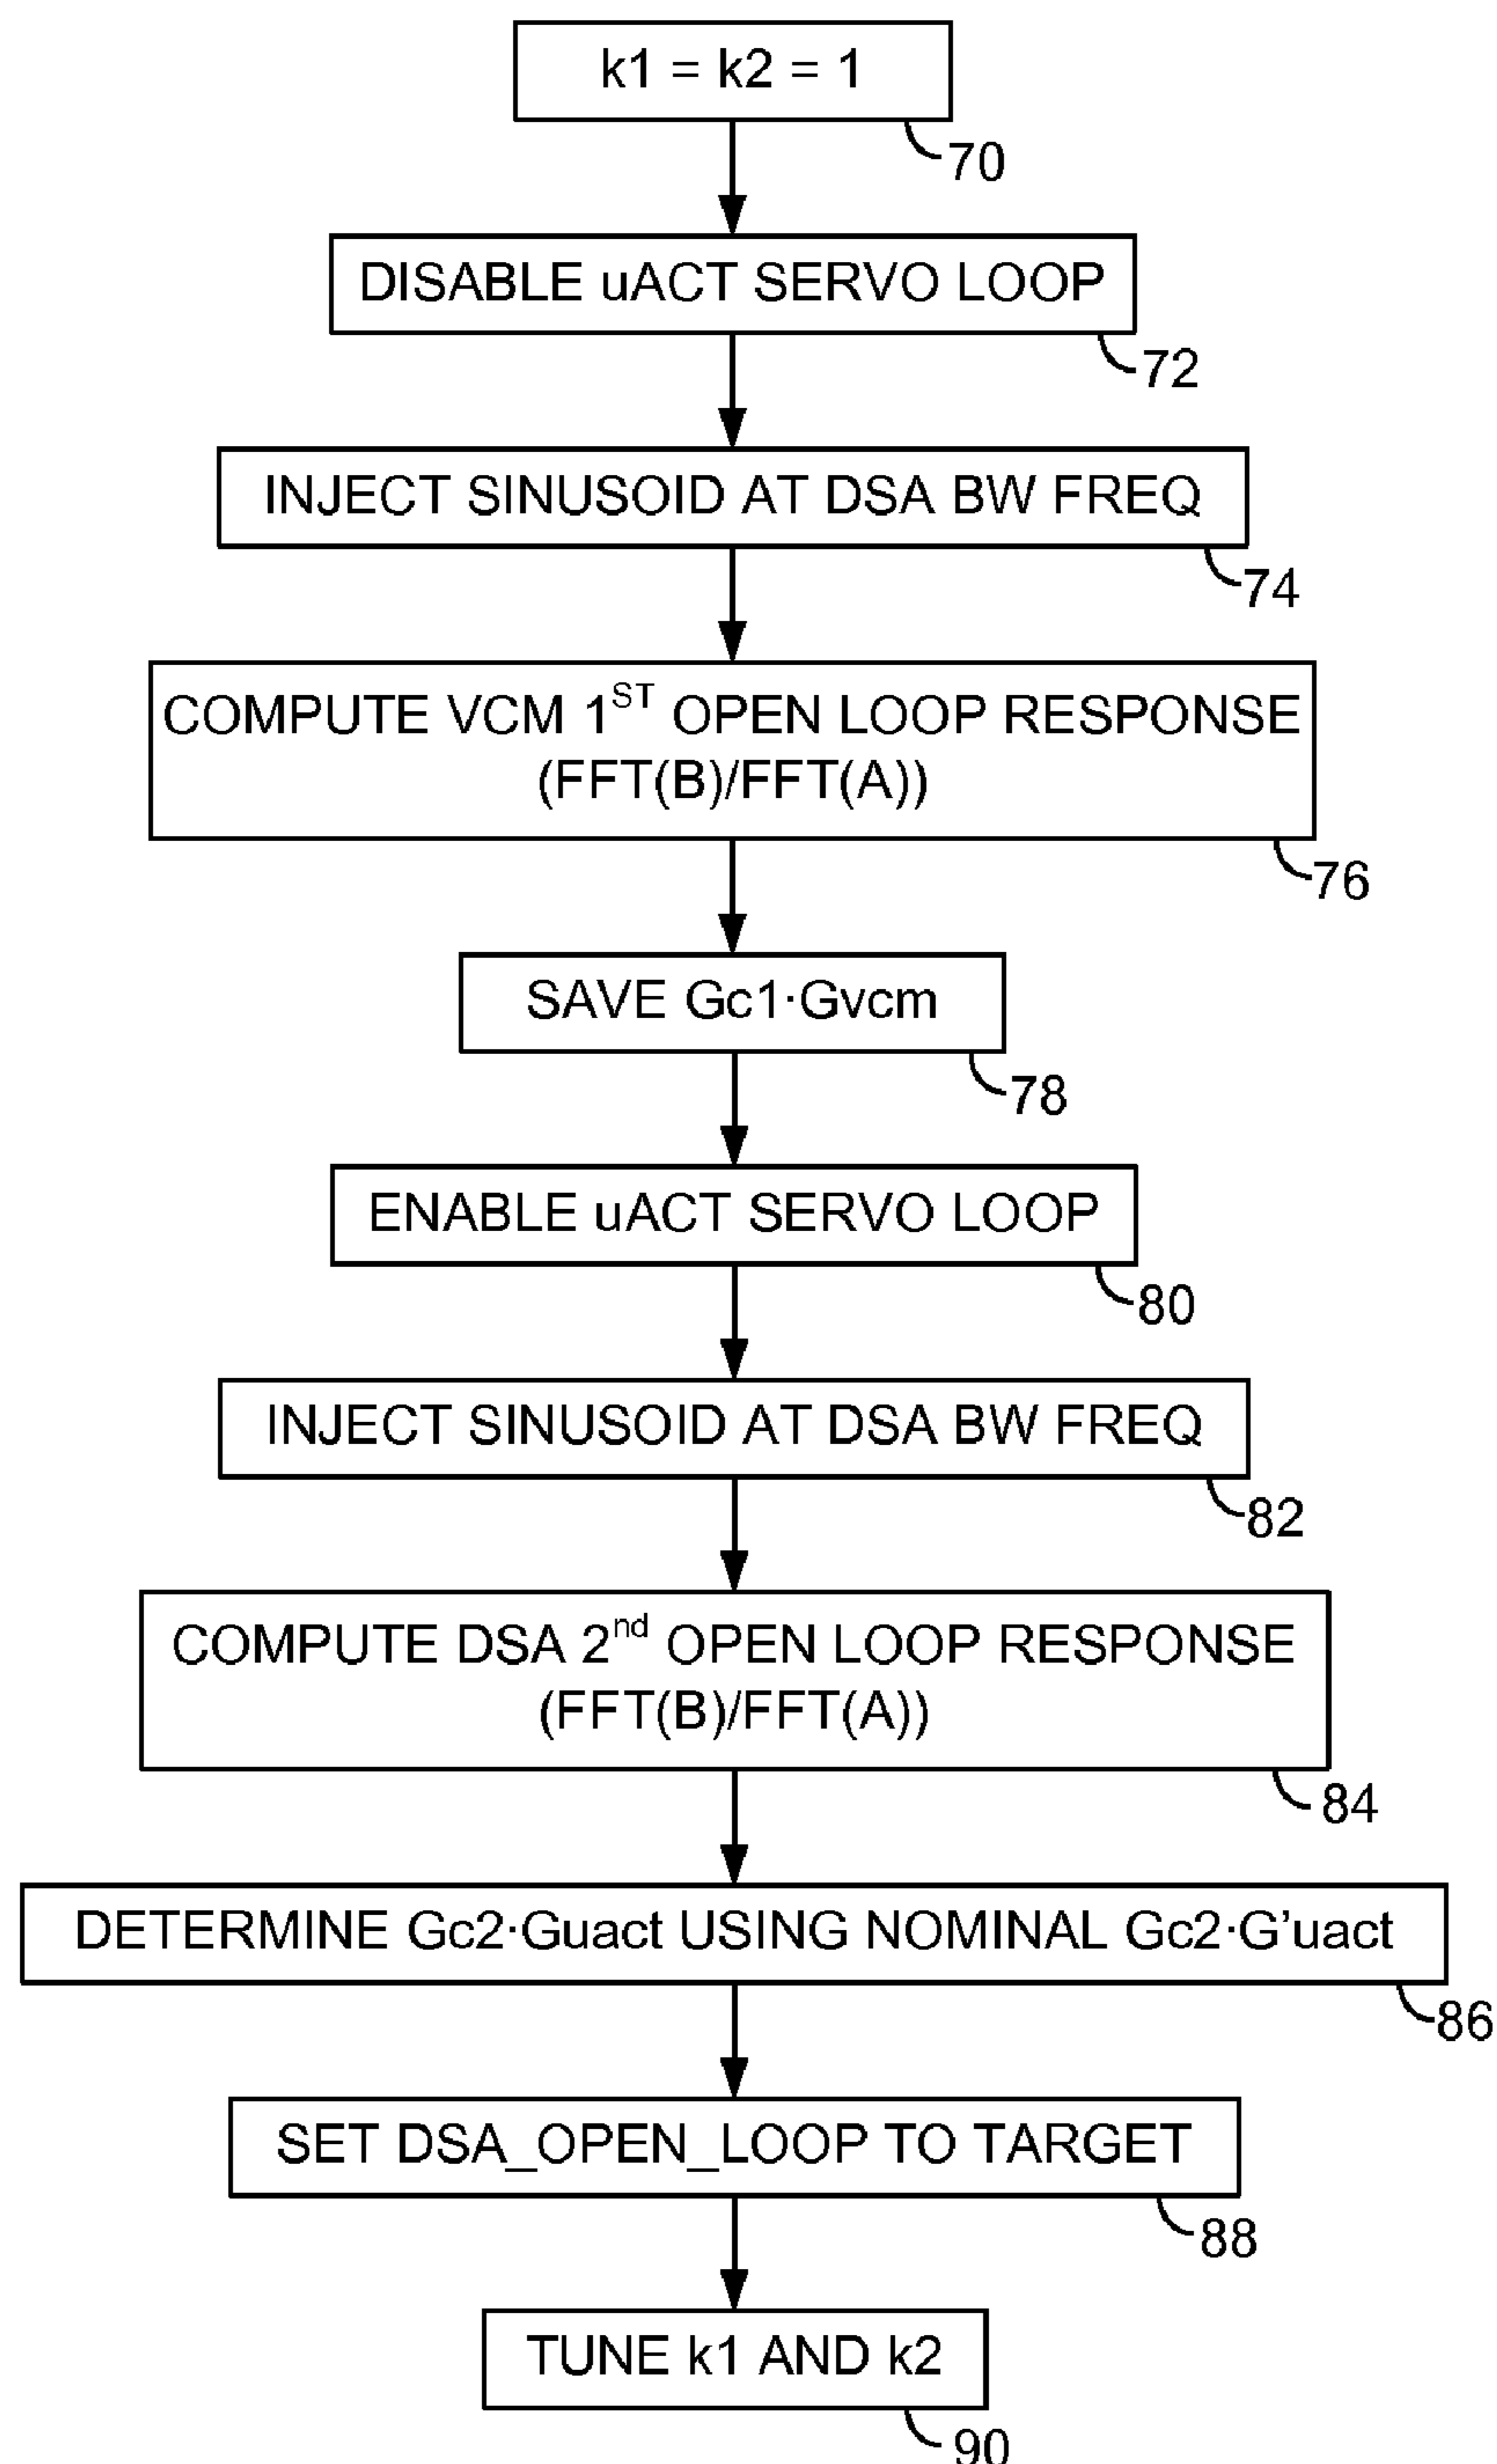 k1 = k2 = 1
70
DISABLE uACT SERVO LOOP
72
INJECT SINUSOID AT DSA BW FREQ
74
COMPUTE VCM 1ST OPEN LOOP RESPONSE
(FFT(B)/FFT(A))
76
SAVE Gc1·Gvcm
78
ENABLE uACT SERVO LOOP
80
INJECT SINUSOID AT DSA BW FREQ
82
COMPUTE DSA 2nd OPEN LOOP RESPONSE
(FFT(B)/FFT(A))
84
DETERMINE Gc2·Guact USING NOMINAL Gc2·G’uact
86
SET DSA_OPEN_LOOP TO TARGET
88
TUNE k1 AND k2
90